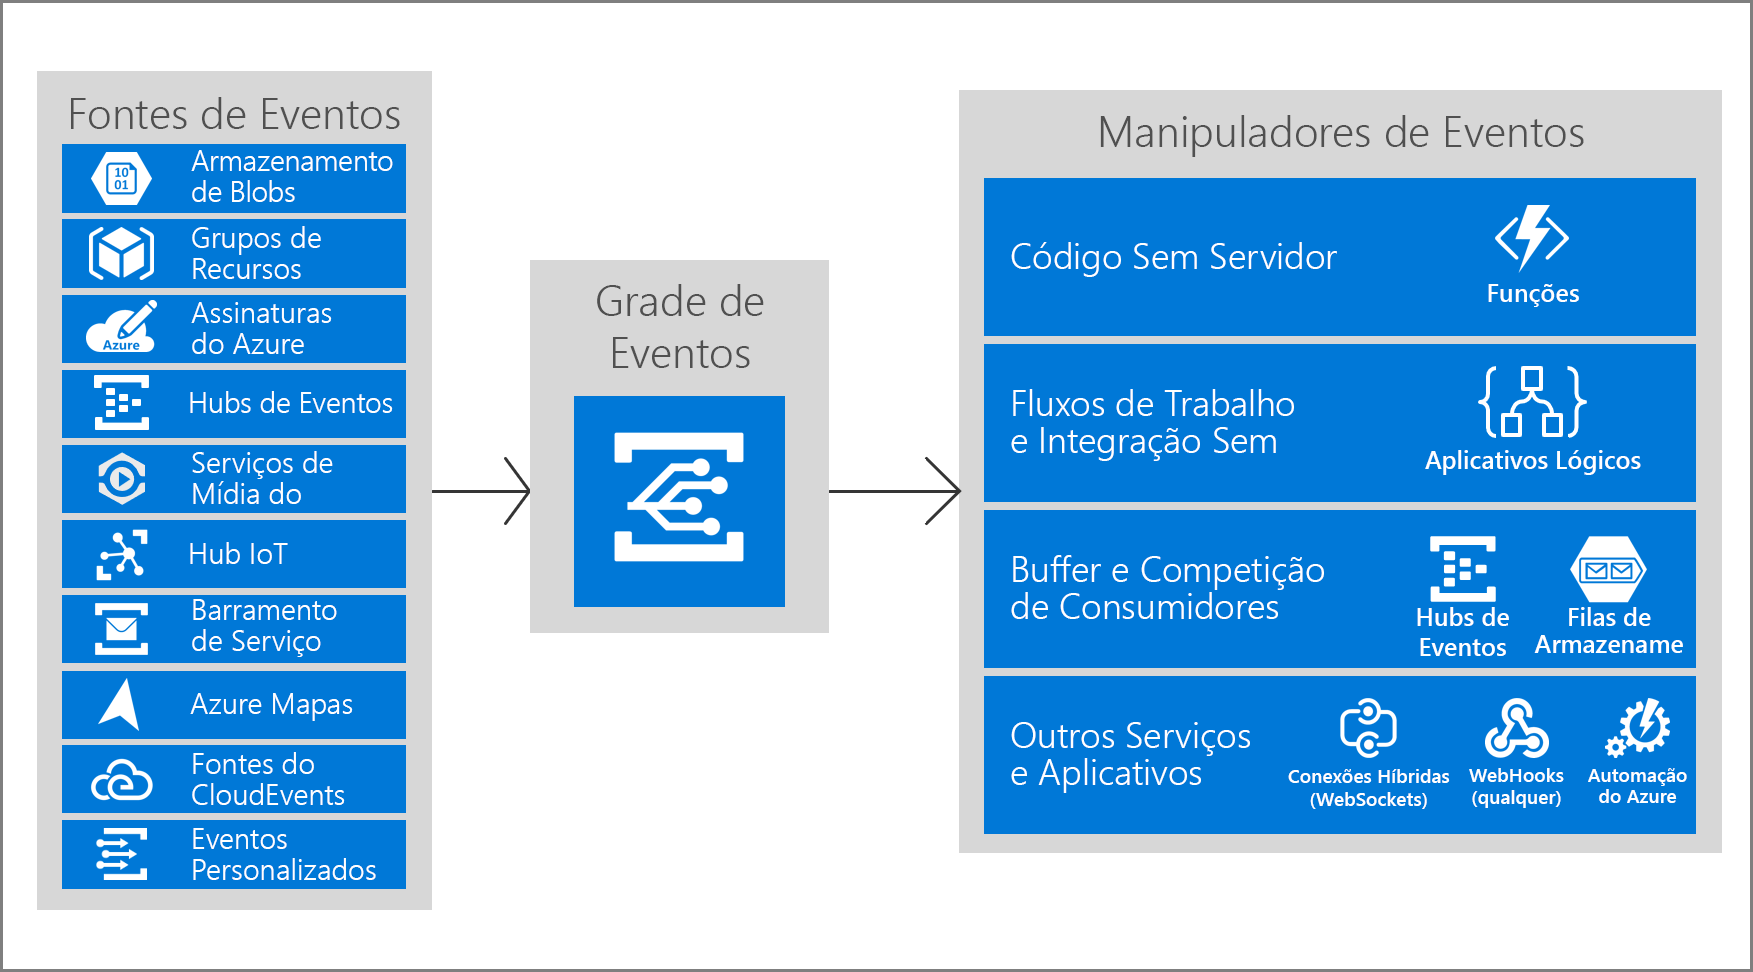 Fontes de Eventos
10
01
Armazenamento
de Blobs
Grupos de
Recursos
Azure
Assinaturas
do Azure
Hubs de Eventos
Serviços de
Mídia do
Hub IoT
Barramento
de Serviço
Azure Mapas
Fontes do
CloudEvents
Eventos
Personalizados
Grade de
Eventos
Manipuladores de Eventos
Código Sem Servidor
Funções
Fluxos de Trabalho
e Integração Sem
Aplicativos Lógicos
Buffer e Competição
de Consumidores
Hubs de
Eventos
Filas de
Armazename
Outros Serviços
e Aplicativos
Conexões Híbridas
(WebSockets)
WebHooks
(qualquer)
Automação
do Azure